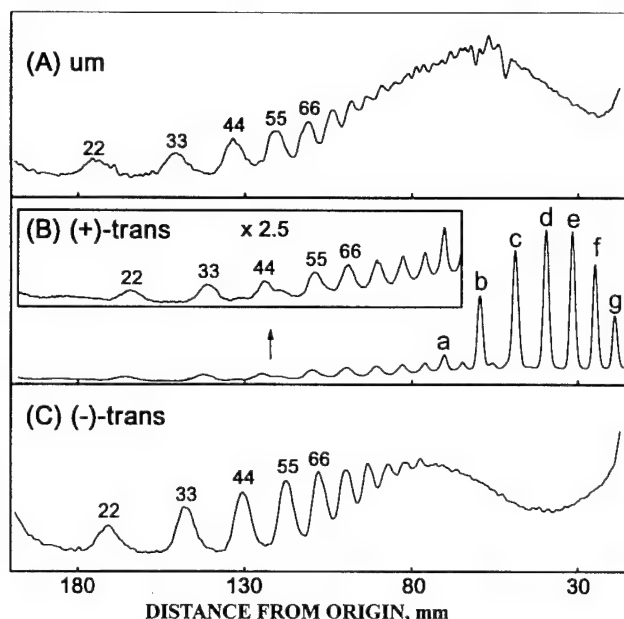 (A) um
22 33 44 55 66
(B) (+)-trans x 2.5
22 33 44 55 66
a b c d e f g
(C) (-)-trans
22 33 44 55 66
180 130 80 30
DISTANCE FROM ORIGIN, mm